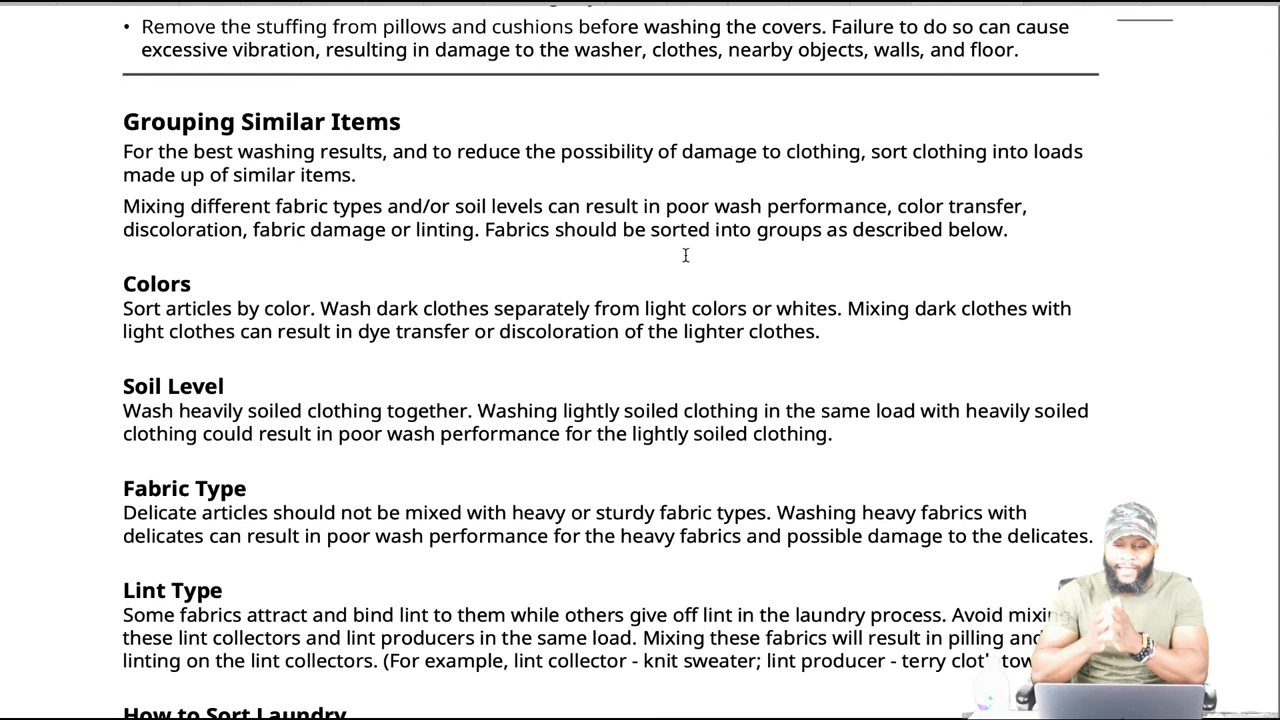 • Remove the stuffing from pillows and cushions before washing the covers. Failure to do so can cause
excessive vibration, resulting in damage to the washer, clothes, nearby objects, walls, and floor.
Grouping Similar Items
For the best washing results, and to reduce the possibility of damage to clothing, sort clothing into loads
made up of similar items.
Mixing different fabric types and/or soil levels can result in poor wash performance, color transfer,
discoloration, fabric damage or linting. Fabrics should be sorted into groups as described below.
Colors
Sort articles by color. Wash dark clothes separately from light colors or whites. Mixing dark clothes with
light clothes can result in dye transfer or discoloration of the lighter clothes.
Soil Level
Wash heavily soiled clothing together. Washing lightly soiled clothing in the same load with heavily soiled
clothing could result in poor wash performance for the lightly soiled clothing.
Fabric Type
Delicate articles should not be mixed with heavy or sturdy fabric types. Washing heavy fabrics with
delicates can result in poor wash performance for the heavy fabrics and possible damage to the delicates.
Lint Type
Some fabrics attract and bind lint to them while others give off lint in the laundry process. Avoid mixing
these lint collectors and lint producers in the same load. Mixing these fabrics will result in pilling and
linting on the lint collectors. (For example, lint collector - knit sweater; lint producer - terry
How to Sort Laundry